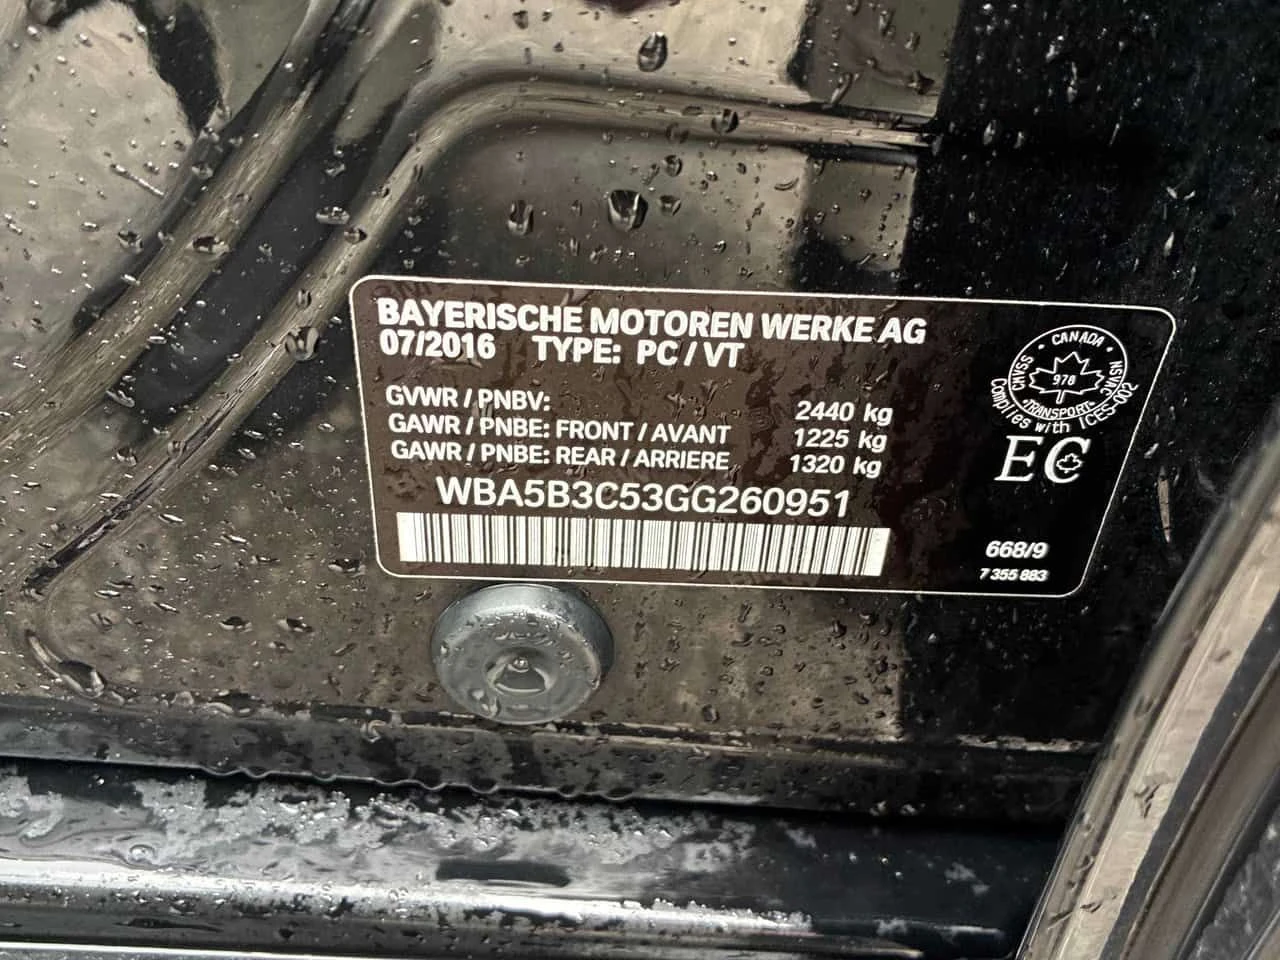 BAYERISCHE MOTOREN WERKE AG
07/2016 TYPE: PC / VT
GVWR / PNBV: 2440 kg
GAWR / PNBE: FRONT / AVANT 1225 kg
GAWR / PNBE: REAR / ARRIERE 1320 kg
WBA5B3C53GG260951
CANADA
CMVSS NSVAC
978
TRANSPORT
Complies with ICES-002
EC
668/9
7 355 883